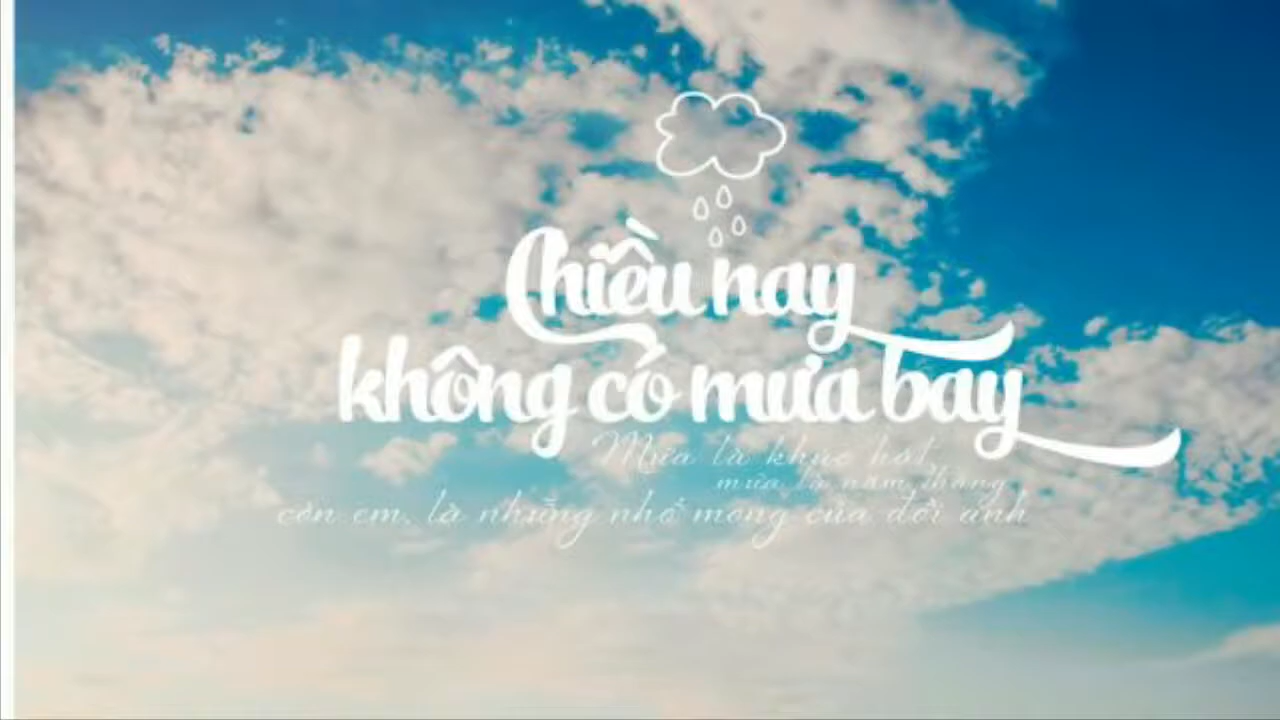 Chiều nay
không có mưa bay
Mưa là khúc hát
mưa là năm tháng
còn em, là những nhớ mong của đời anh